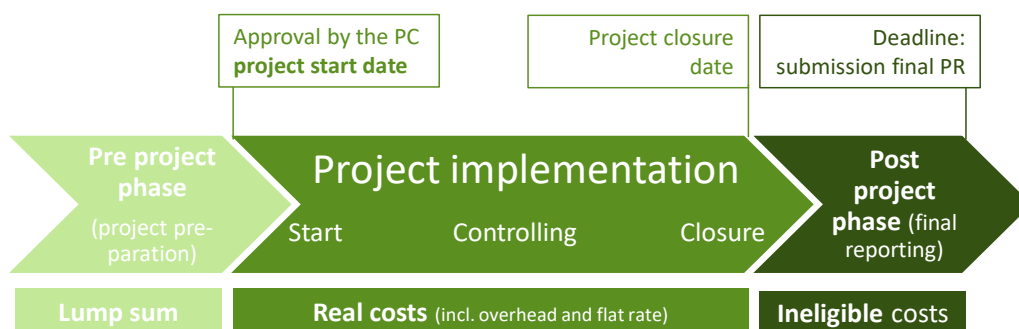 Approval by the PC
project start date
Project closure
date
Deadline:
submission final PR
Pre project
phase
(project pre-
paration)
Project implementation
Start Controlling Closure
Post
project
phase (final
reporting)
Lump sum
Real costs (incl. overhead and flat rate)
Ineligible costs